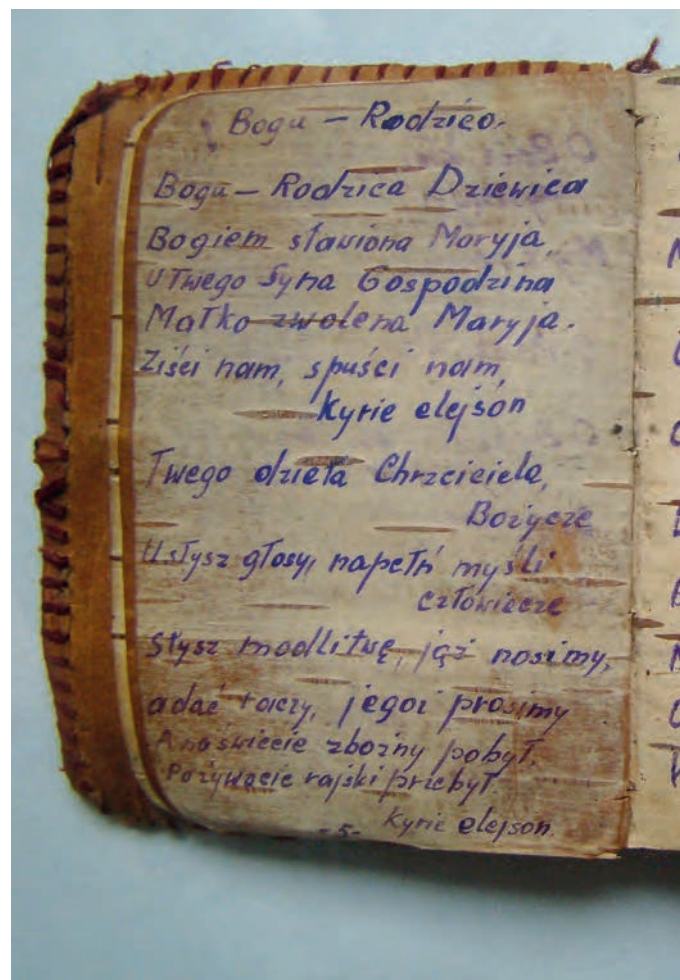 Bogu – Rodzico.
Bogu – Rodzica Dziewica
Bogiem sławiona Maryja,
U Twego Syna Gospodzina
Matko zwolena Maryja.
Ziści nam, spuści nam,
Kyrie elejson
Twego dzieła Chrzciciela,
Bożycze
Usłysz głosy, napełń myśli
człowiecze
Słysz modlitwę, jąż nosimy,
adać raczy, jegoż prosimy
A na świecie zbożny pobyt,
Po żywocie rajski przebyt.
Kyrie elejson.
-5-